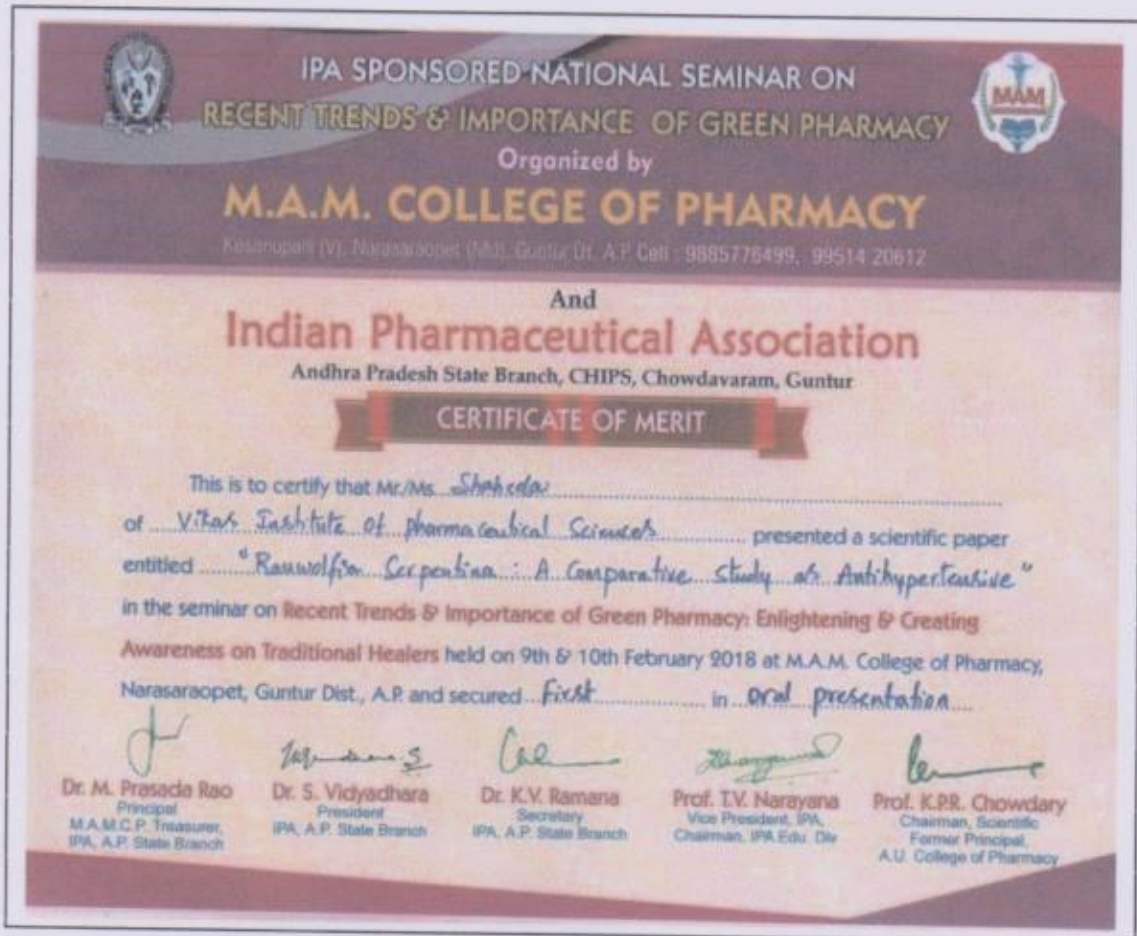 IPA SPONSORED NATIONAL SEMINAR ON
RECENT TRENDS & IMPORTANCE OF GREEN PHARMACY
MAM
Organized by
M.A.M. COLLEGE OF PHARMACY
Kesanupalli (V), Narasaraopet (Md), Guntur Dt. A.P. Cell : 9885776499, 99514 20612
And
Indian Pharmaceutical Association
Andhra Pradesh State Branch, CHIPS, Chowdavaram, Guntur
CERTIFICATE OF MERIT
This is to certify that Mr./Ms. Shaheda
of Vikas Institute of pharmaceutical Sciences presented a scientific paper
entitled "Rauwolfia Serpentina : A Comparative Study as Antihypertensive"
in the seminar on Recent Trends & Importance of Green Pharmacy: Enlightening & Creating
Awareness on Traditional Healers held on 9th & 10th February 2018 at M.A.M. College of Pharmacy,
Narasaraopet, Guntur Dist., A.P. and secured First in oral presentation
Dr. M. Prasada Rao
Principal
M.A.M.C.P. Treasurer,
IPA, A.P. State Branch
Dr. S. Vidyadhara
President
IPA, A.P. State Branch
Dr. K.V. Ramana
Secretary
IPA, A.P. State Branch
Prof. T.V. Narayana
Vice President, IPA,
Chairman, IPA Edu. Div
Prof. K.P.R. Chowdary
Chairman, Scientific
Former Principal,
A.U. College of Pharmacy